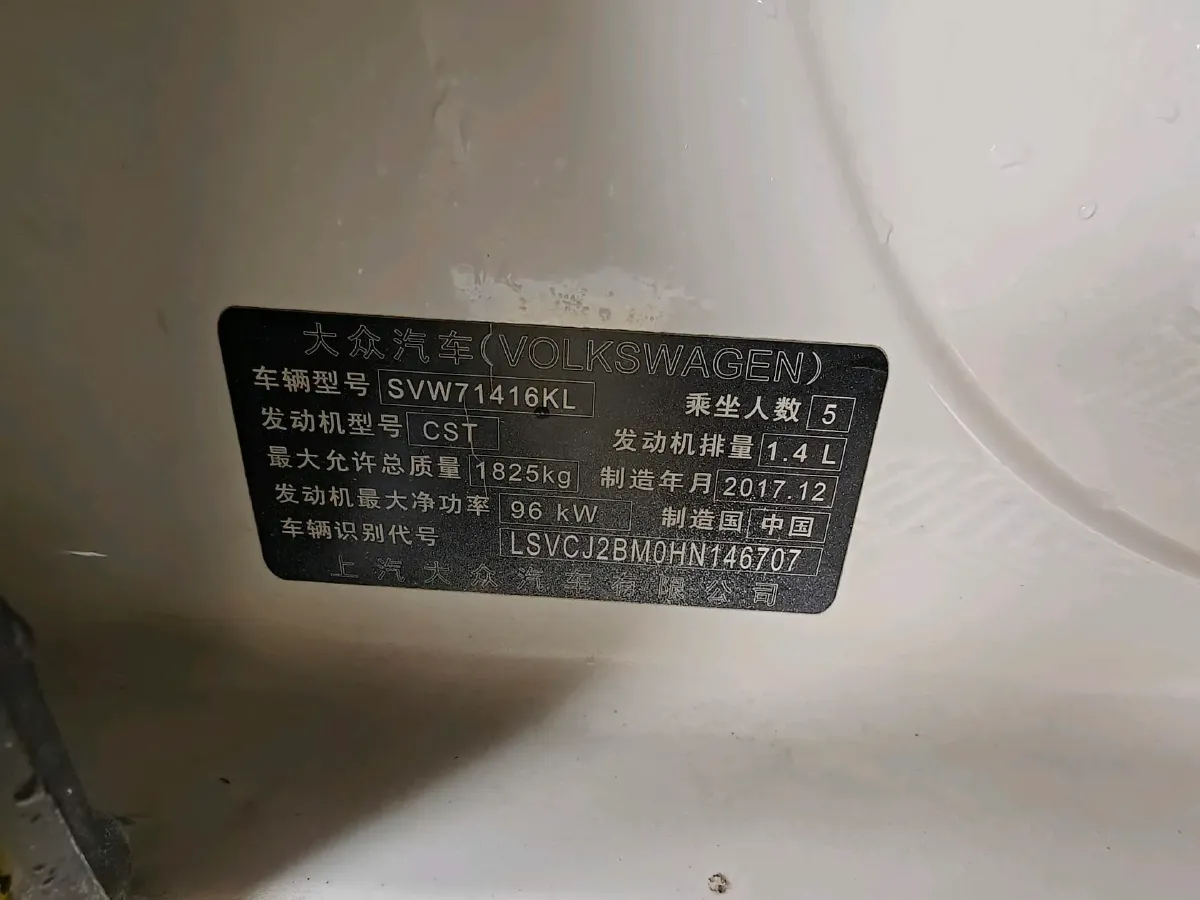 大众汽车(VOLKSWAGEN)
车辆型号 SVW71416KL 乘坐人数 5
发动机型号 CST 发动机排量 1.4 L
最大允许总质量 1825kg 制造年月 2017.12
发动机最大净功率 96 kW 制造国 中国
车辆识别代号 LSVCJ2BM0HN146707
上汽大众汽车有限公司